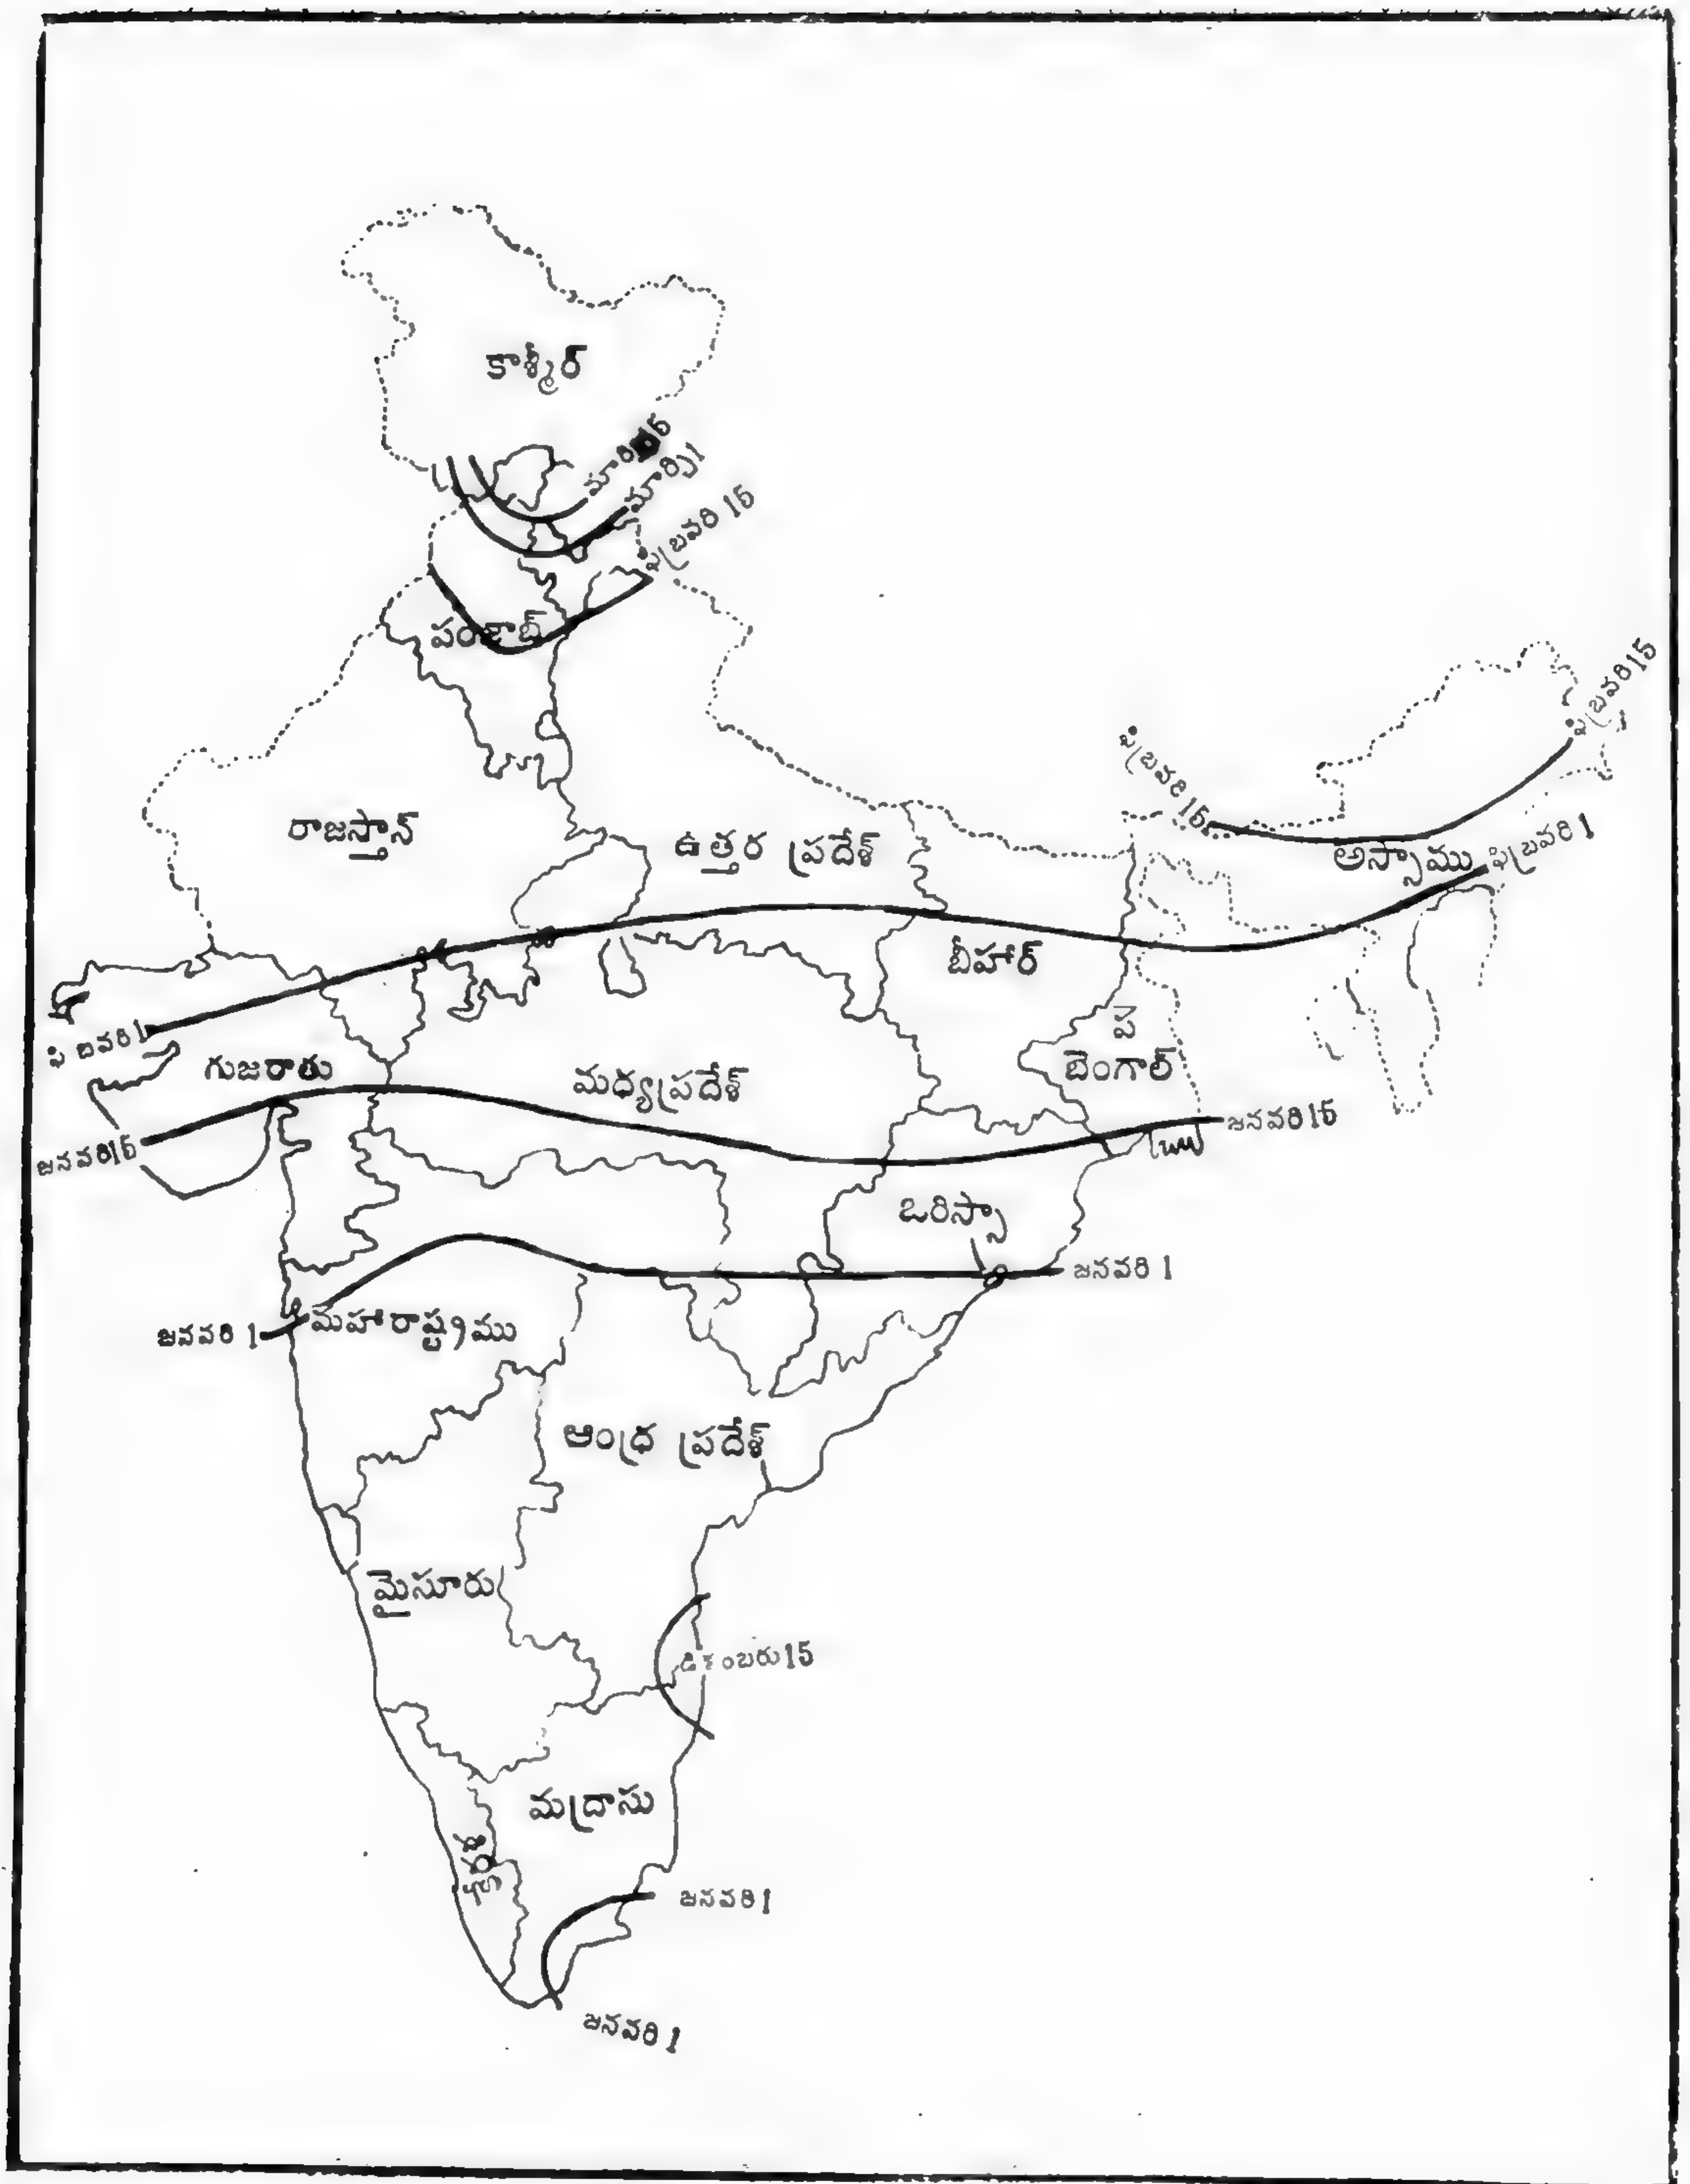 కాశ్మీర్
మార్చి 15
మార్చి 1
ఫిబ్రవరి 15
పంజాబ్
ఫిబ్రవరి 15
ఫిబ్రవరి 15
రాజస్తాన్
ఉత్తర ప్రదేశ్
అస్సాము
ఫిబ్రవరి 1
బీహార్
ఫిబ్రవరి 1
గుజరాతు
మధ్యప్రదేశ్
ప
బెంగాల్
జనవరి 15
జనవరి 15
ఒరిస్సా
జనవరి 1
జనవరి 1
మహారాష్ట్రము
ఆంధ్ర ప్రదేశ్
మైసూరు
డిశంబరు 15
మద్రాసు
కేరళ
జనవరి 1
జనవరి 1